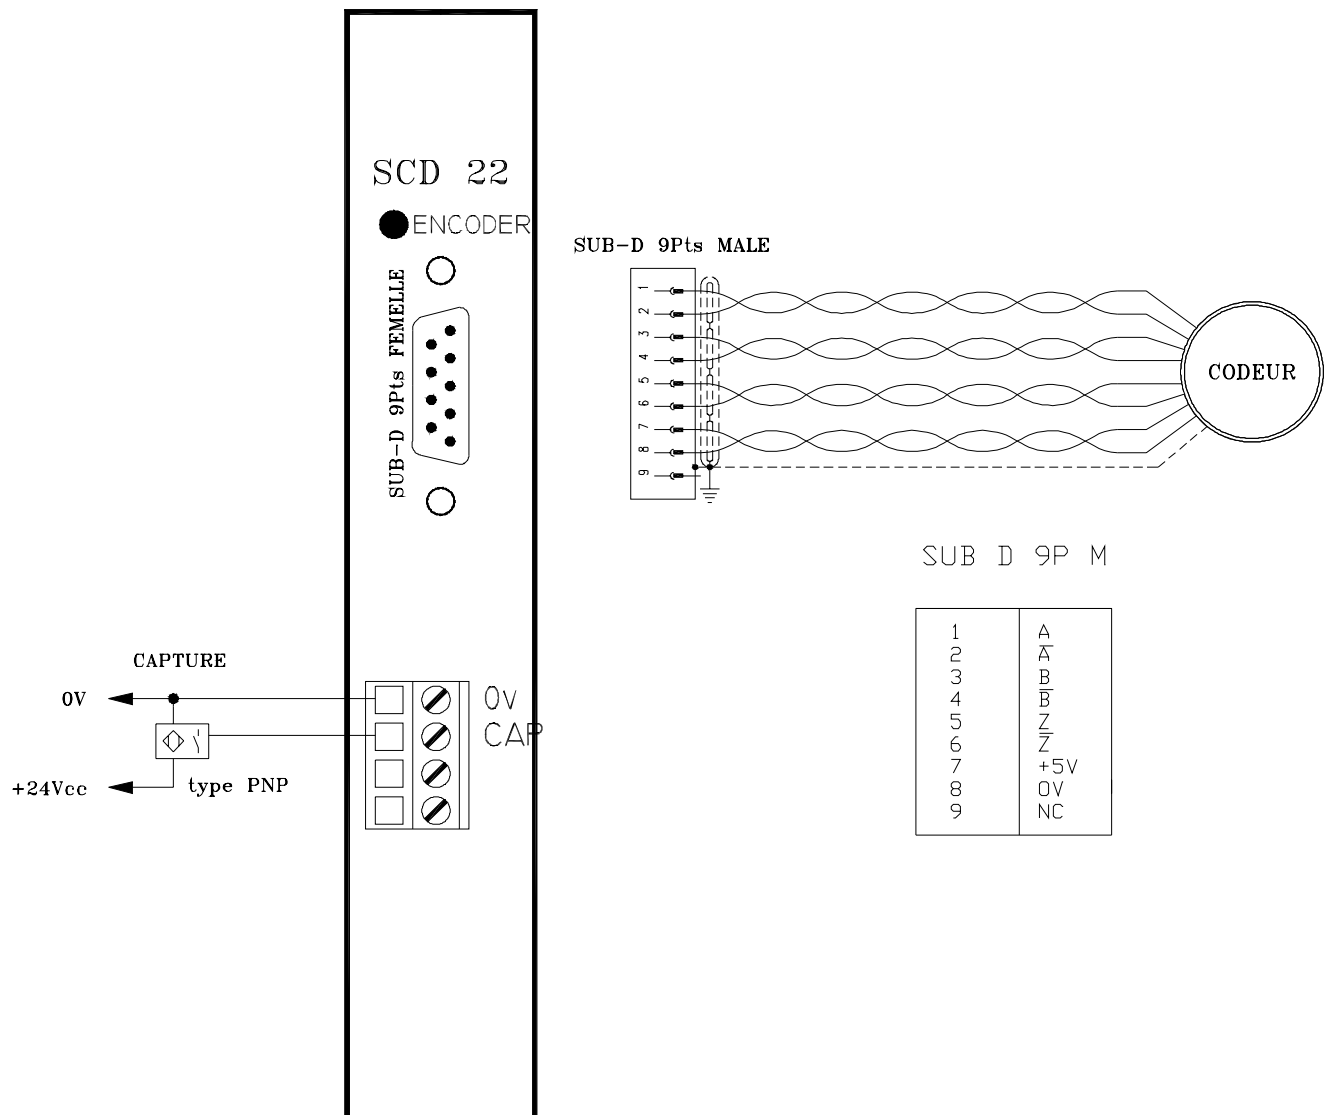 SCD 22
ENCODER
SUB-D 9Pts FEMELLE
SUB-D 9Pts MALE
1
2
3
4
5
6
7
8
9
CODEUR
SUB D 9P M
1 A
2 A̅
3 B
4 B̅
5 Z
6 Z̅
7 +5V
8 0V
9 NC
CAPTURE
0V
+24Vcc
type PNP
0v
CAP